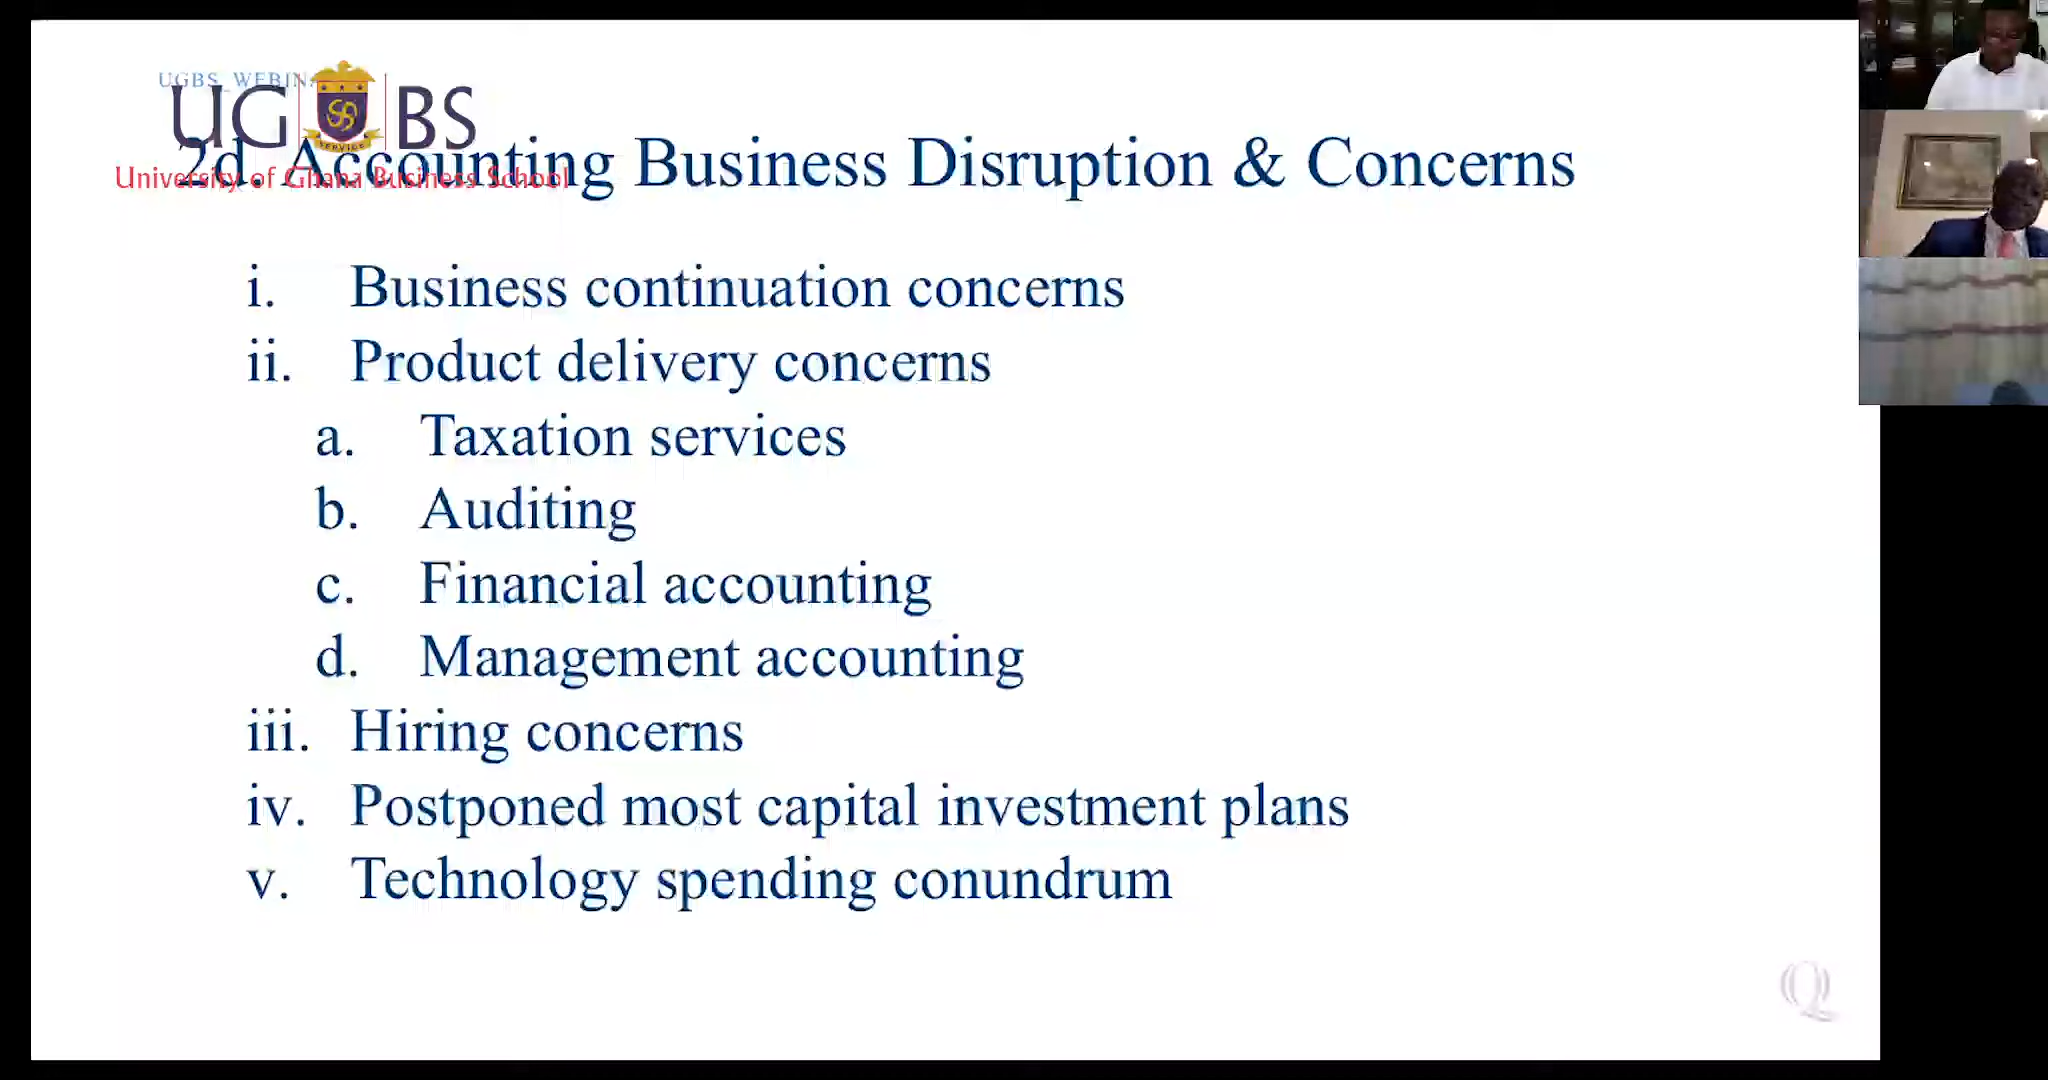 UGBS_WEBIN
UG BS
SERVICE
University of Ghana Business School
2d. Accounting Business Disruption & Concerns
i. Business continuation concerns
ii. Product delivery concerns
a. Taxation services
b. Auditing
c. Financial accounting
d. Management accounting
iii. Hiring concerns
iv. Postponed most capital investment plans
v. Technology spending conundrum
Q